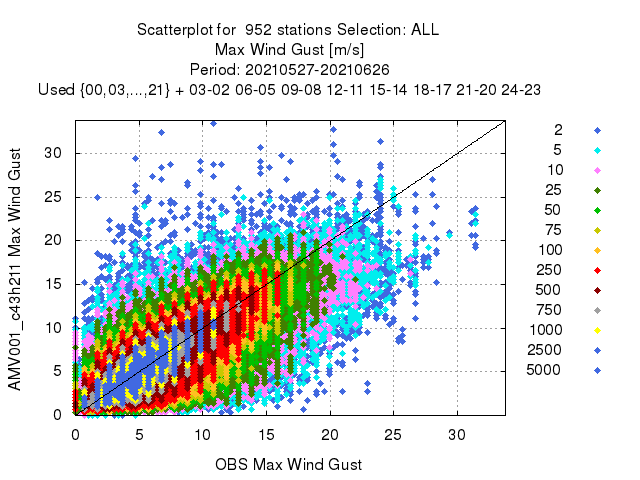 Scatterplot for 952 stations Selection: ALL
Max Wind Gust [m/s]
Period: 20210527-20210626
Used {00,03,...,21} + 03-02 06-05 09-08 12-11 15-14 18-17 21-20 24-23
AMV001_c43h211 Max Wind Gust
30
25
20
15
10
5
0
0 5 10 15 20 25 30
OBS Max Wind Gust
2
5
10
25
50
75
100
250
500
750
1000
2500
5000